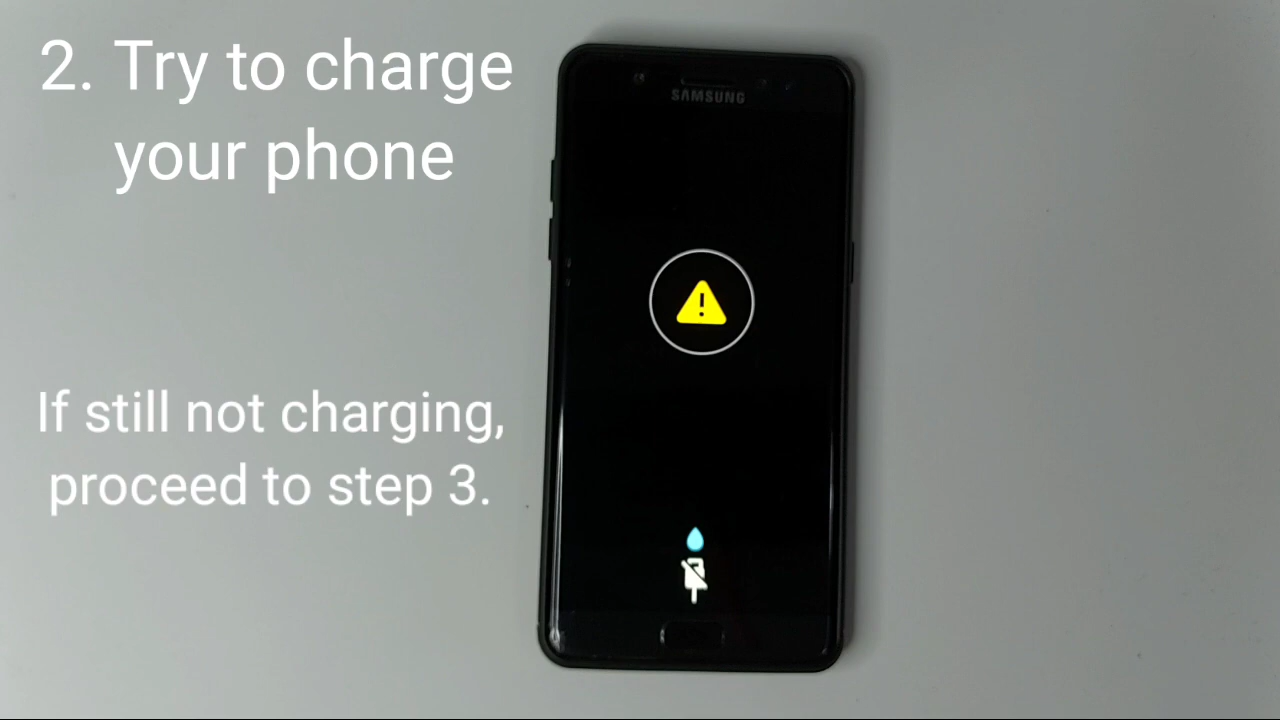 2. Try to charge
your phone
SAMSUNG
If still not charging,
proceed to step 3.